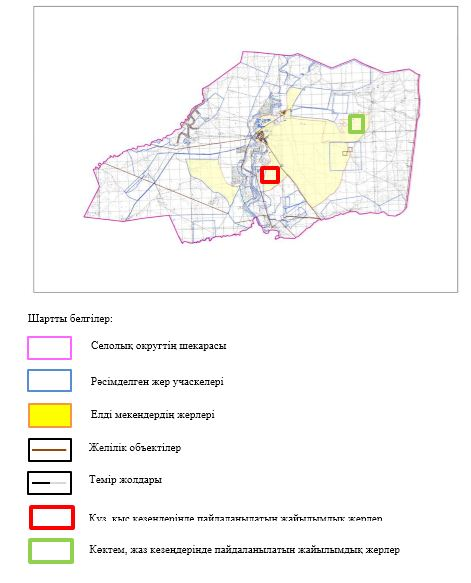 Шартты белгілер:
Селолық округтің шекарасы
Рәсімделген жер учаскелері
Елді мекендердің жерлері
Желілік объектілер
Темір жолдары
Күз, қыс кезеңдерінде пайдаланылатын жайылымдық жерлер
Көктем, жаз кезеңдерінде пайдаланылатын жайылымдық жерлер